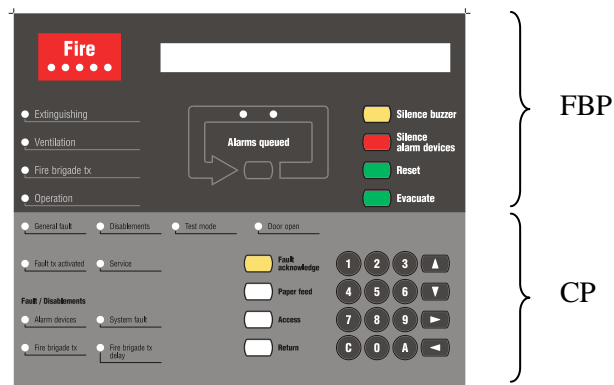 Fire
Extinguishing
Silence buzzer
Ventilation
Alarms queued
Silence
alarm devices
Fire brigade tx
Reset
Operation
Evacuate
FBP
General fault
Disablements
Test mode
Door open
Fault tx activated
Service
Fault
acknowledge
1 2 3
Fault / Disablements
Paper feed
4 5 6
Alarm devices
System fault
Access
7 8 9
Fire brigade tx
Fire brigade tx
delay
Return
C 0 A
CP